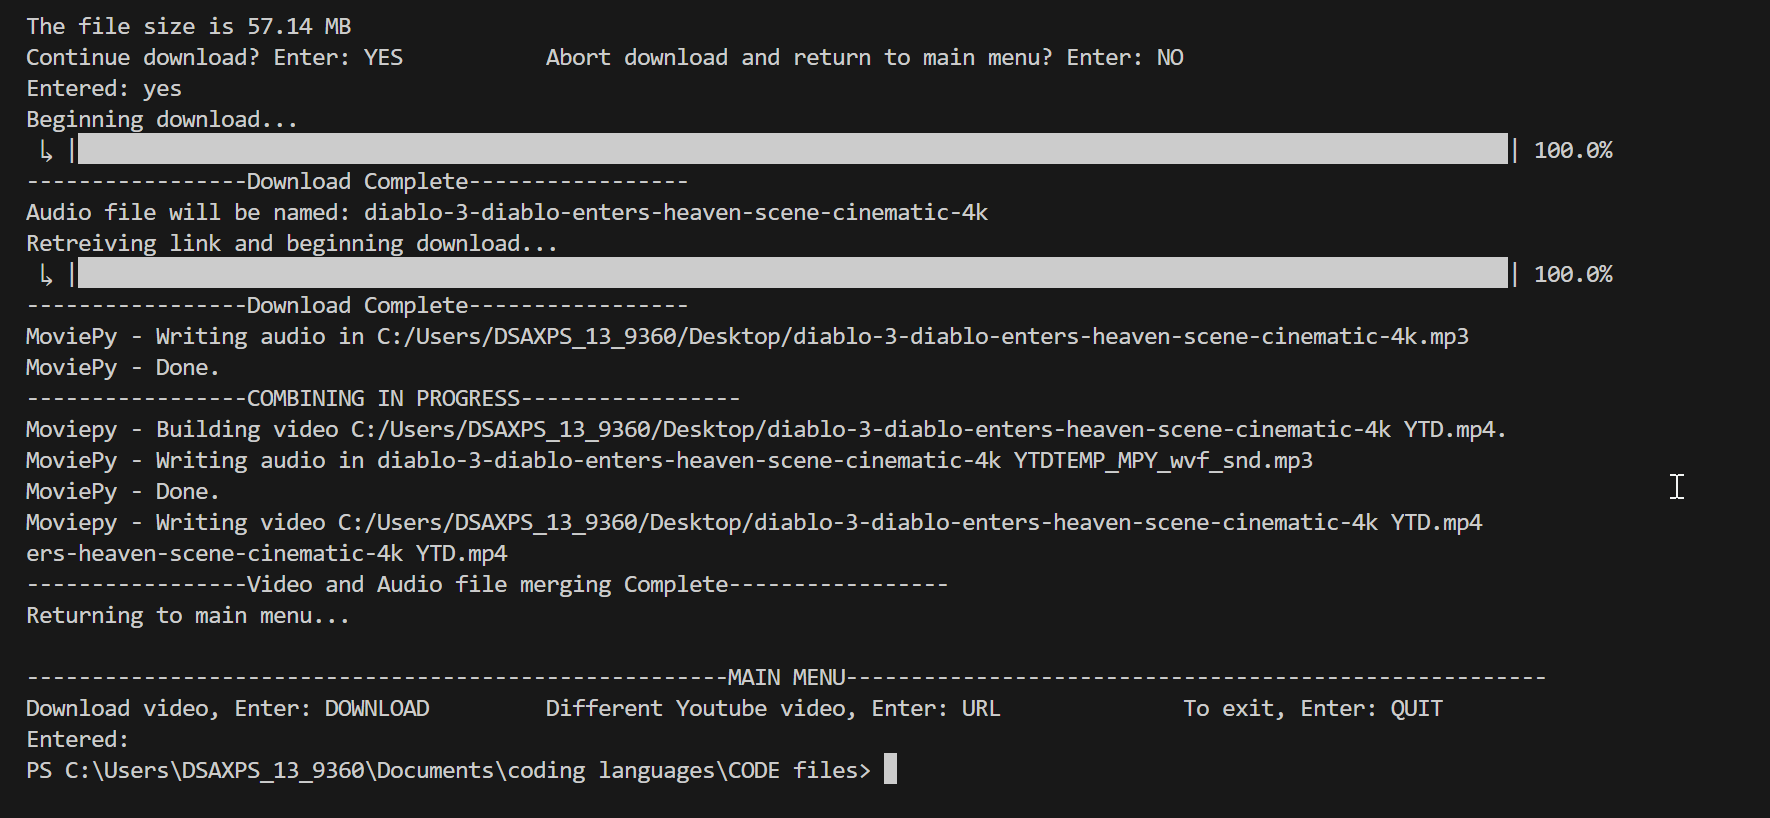 The file size is 57.14 MB
Continue download? Enter: YES           Abort download and return to main menu? Enter: NO
Entered: yes
Beginning download...
 ↳ |████████████████████████████████████████| 100.0%
-----------------Download Complete-----------------
Audio file will be named: diablo-3-diablo-enters-heaven-scene-cinematic-4k
Retreiving link and beginning download...
 ↳ |████████████████████████████████████████| 100.0%
-----------------Download Complete-----------------
MoviePy - Writing audio in C:/Users/DSAXPS_13_9360/Desktop/diablo-3-diablo-enters-heaven-scene-cinematic-4k.mp3
MoviePy - Done.
-----------------COMBINING IN PROGRESS-----------------
Moviepy - Building video C:/Users/DSAXPS_13_9360/Desktop/diablo-3-diablo-enters-heaven-scene-cinematic-4k YTD.mp4.
MoviePy - Writing audio in diablo-3-diablo-enters-heaven-scene-cinematic-4k YTDTEMP_MPY_wvf_snd.mp3
MoviePy - Done.
Moviepy - Writing video C:/Users/DSAXPS_13_9360/Desktop/diablo-3-diablo-enters-heaven-scene-cinematic-4k YTD.mp4
ers-heaven-scene-cinematic-4k YTD.mp4
-----------------Video and Audio file merging Complete-----------------
Returning to main menu...
------------------------------------------------------MAIN MENU------------------------------------------------------
Download video, Enter: DOWNLOAD         Different Youtube video, Enter: URL              To exit, Enter: QUIT
Entered:
PS C:\Users\DSAXPS_13_9360\Documents\coding languages\CODE files>